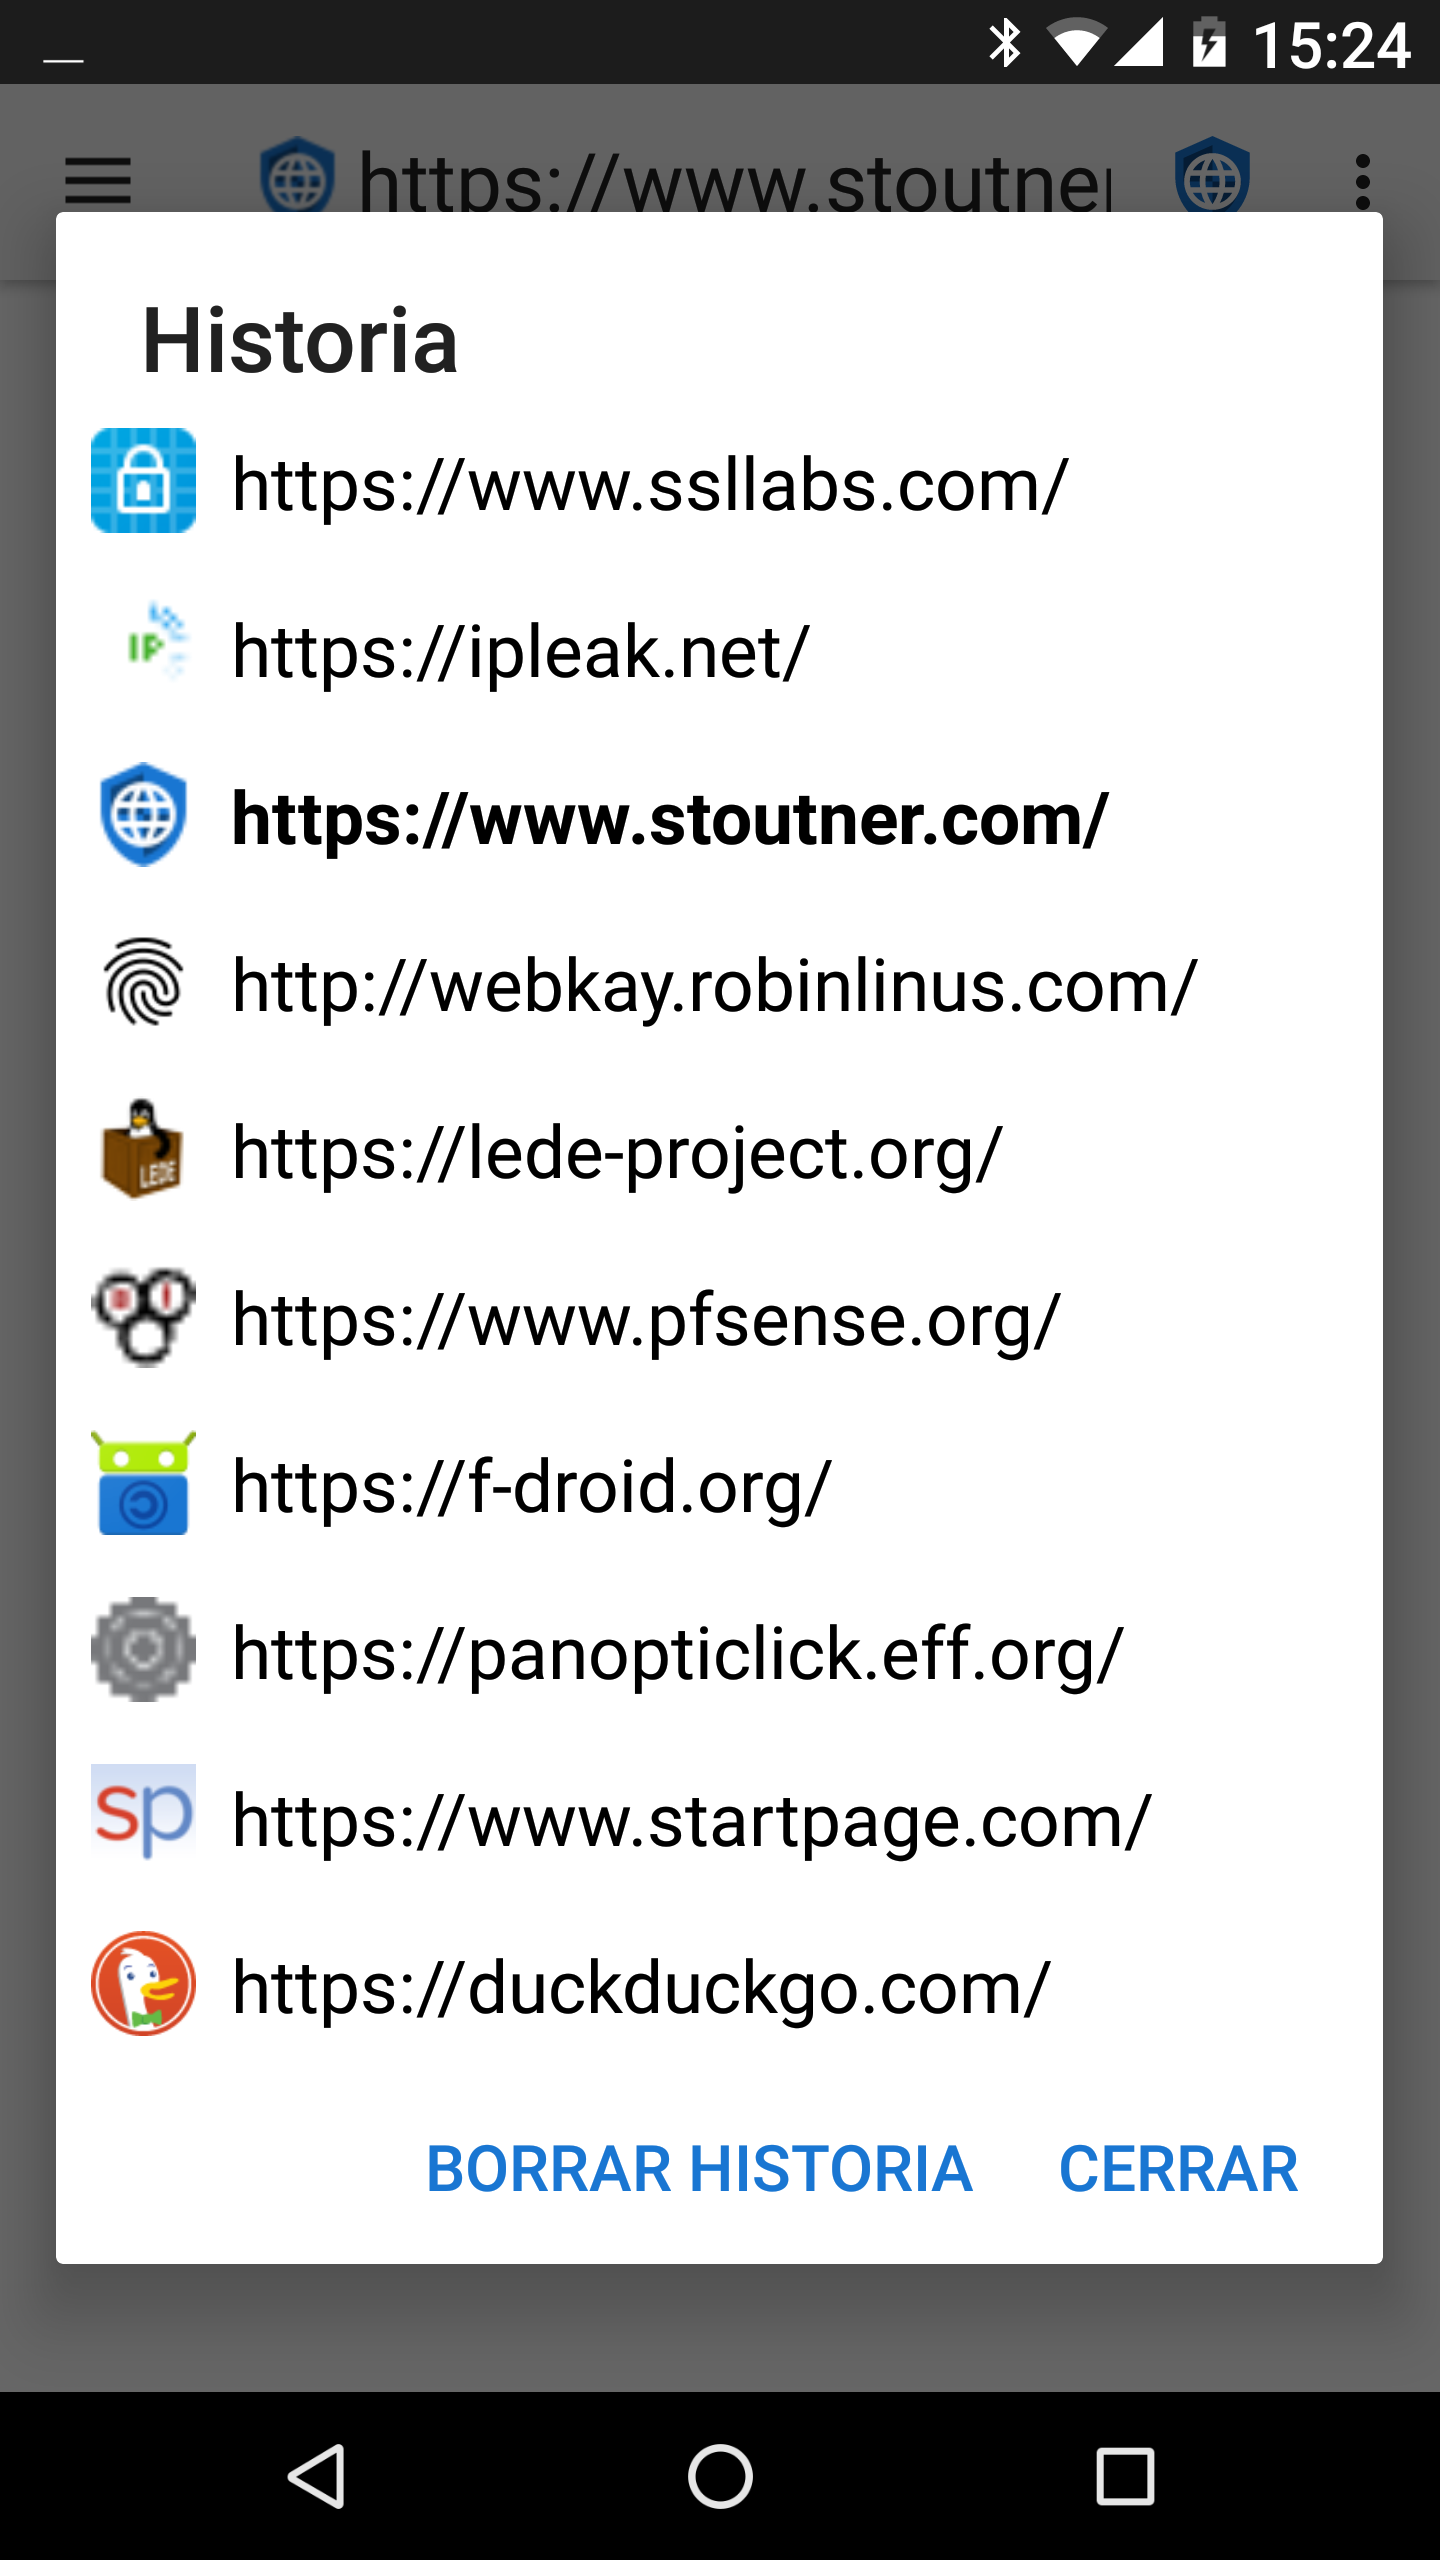 15:24
https://www.stoutner
Historia
https://www.ssllabs.com/
IP
https://ipleak.net/
https://www.stoutner.com/
http://webkay.robinlinus.com/
LEDE
https://lede-project.org/
https://www.pfsense.org/
https://f-droid.org/
https://panopticlick.eff.org/
sp
https://www.startpage.com/
https://duckduckgo.com/
BORRAR HISTORIA CERRAR